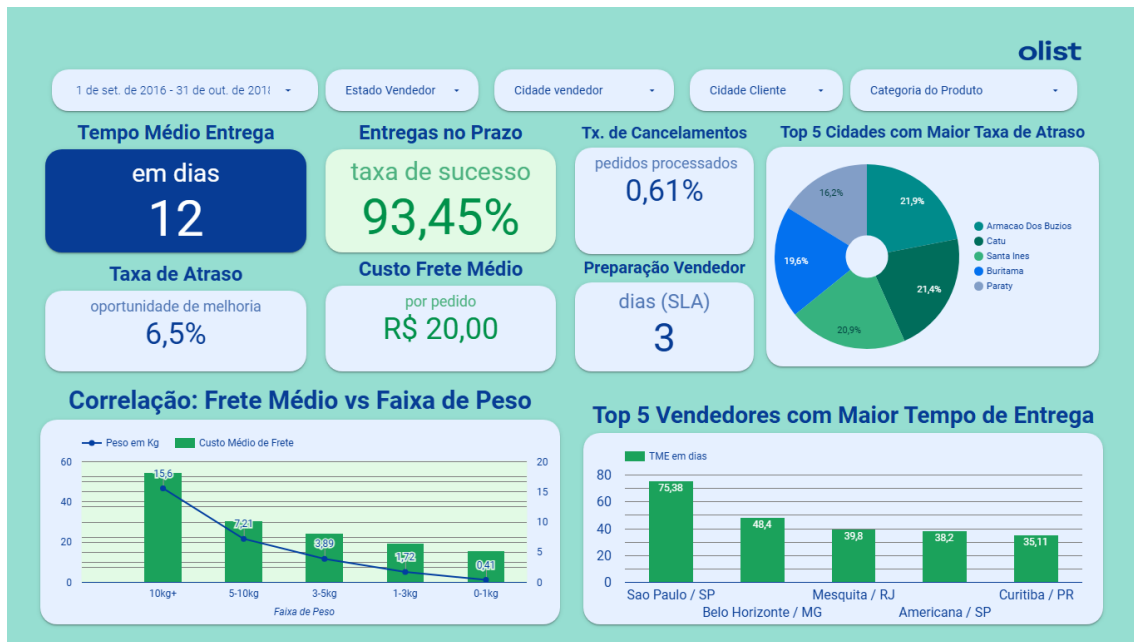 olist
1 de set. de 2016 - 31 de out. de 2018
Estado Vendedor
Cidade vendedor
Cidade Cliente
Categoria do Produto
Tempo Médio Entrega
em dias
12
Entregas no Prazo
taxa de sucesso
93,45%
Tx. de Cancelamentos
pedidos processados
0,61%
Top 5 Cidades com Maior Taxa de Atraso
21,9%
21,4%
20,9%
19,6%
16,2%
Armacao Dos Buzios
Catu
Santa Ines
Buritama
Paraty
Taxa de Atraso
oportunidade de melhoria
6,5%
Custo Frete Médio
por pedido
R$ 20,00
Preparação Vendedor
dias (SLA)
3
Correlação: Frete Médio vs Faixa de Peso
Peso em Kg
Custo Médio de Frete
60
40
20
0
20
15
10
5
0
15,6
7,21
3,89
1,72
0,41
10kg+
5-10kg
3-5kg
1-3kg
0-1kg
Faixa de Peso
Top 5 Vendedores com Maior Tempo de Entrega
TME em dias
80
60
40
20
0
75,38
48,4
39,8
38,2
35,11
Sao Paulo / SP
Belo Horizonte / MG
Mesquita / RJ
Americana / SP
Curitiba / PR